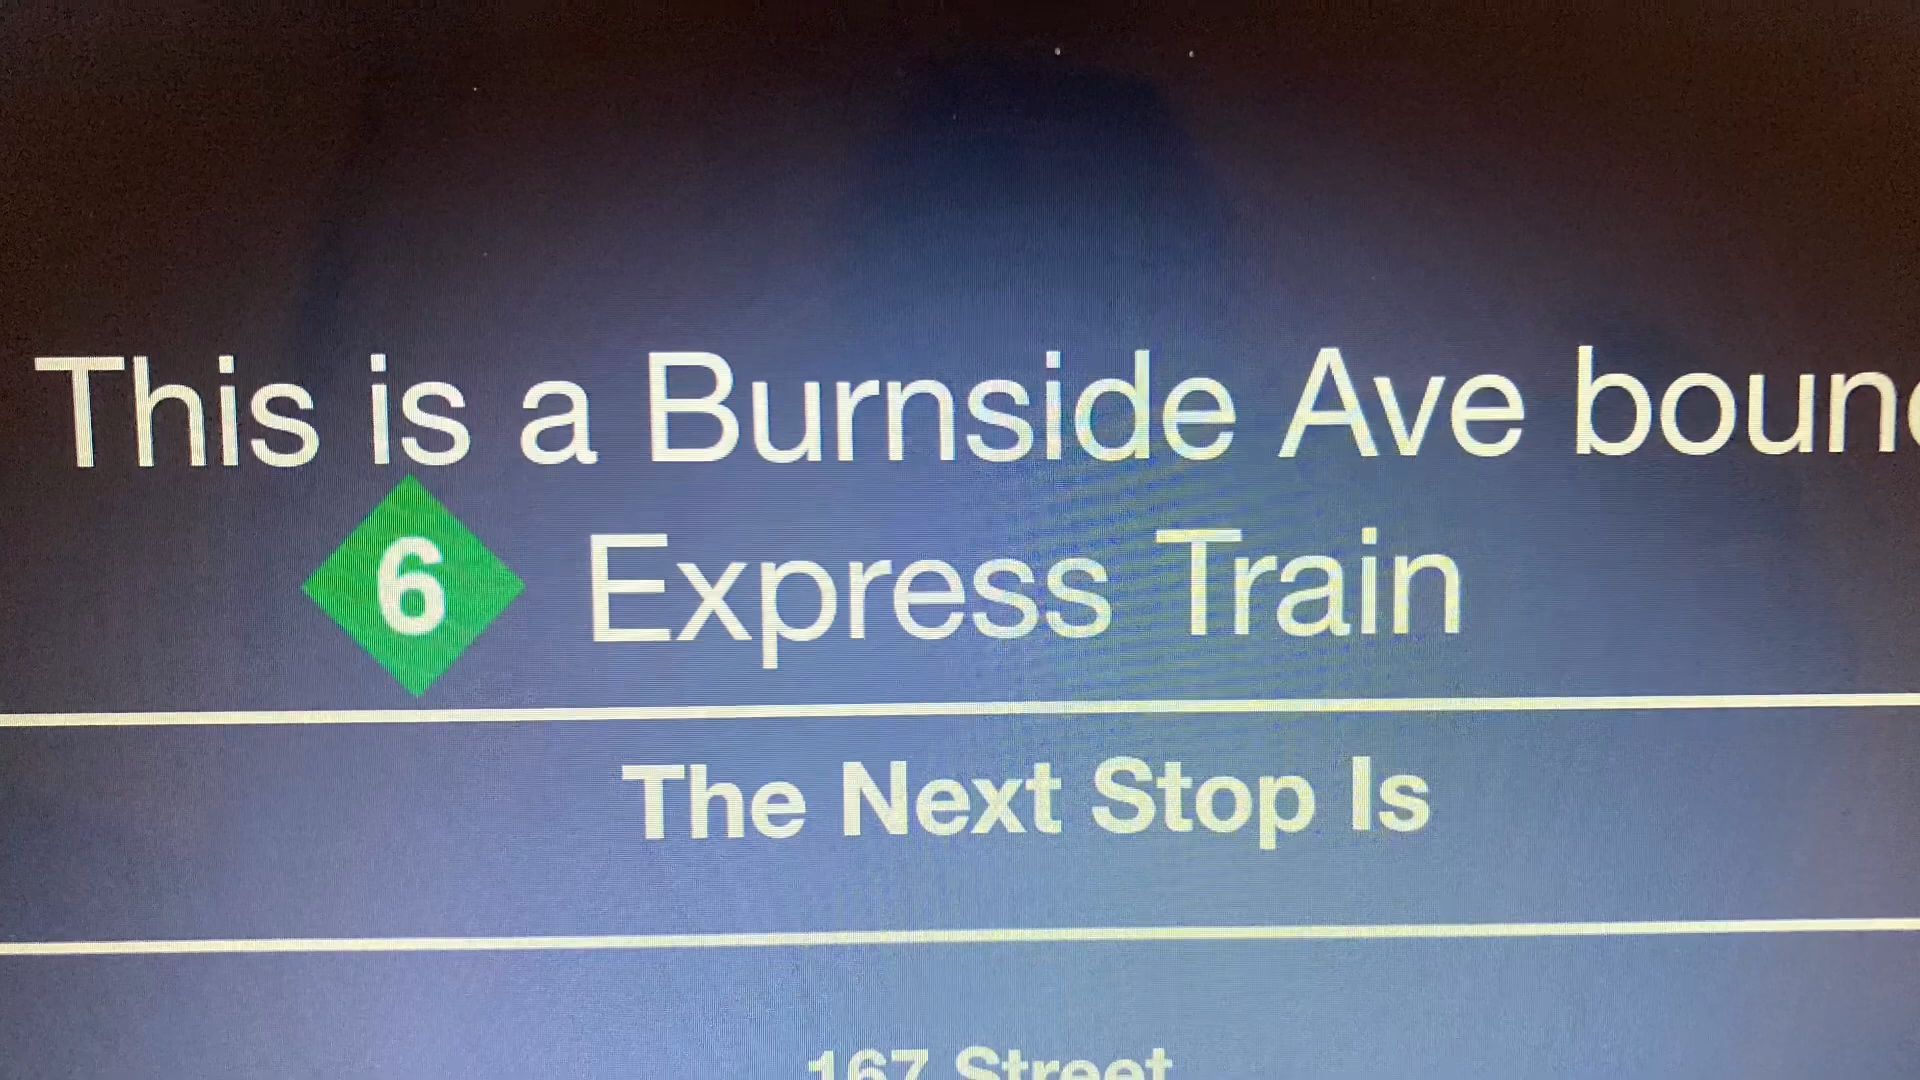 This is a Burnside Ave boun
6 Express Train
The Next Stop Is
167 Street